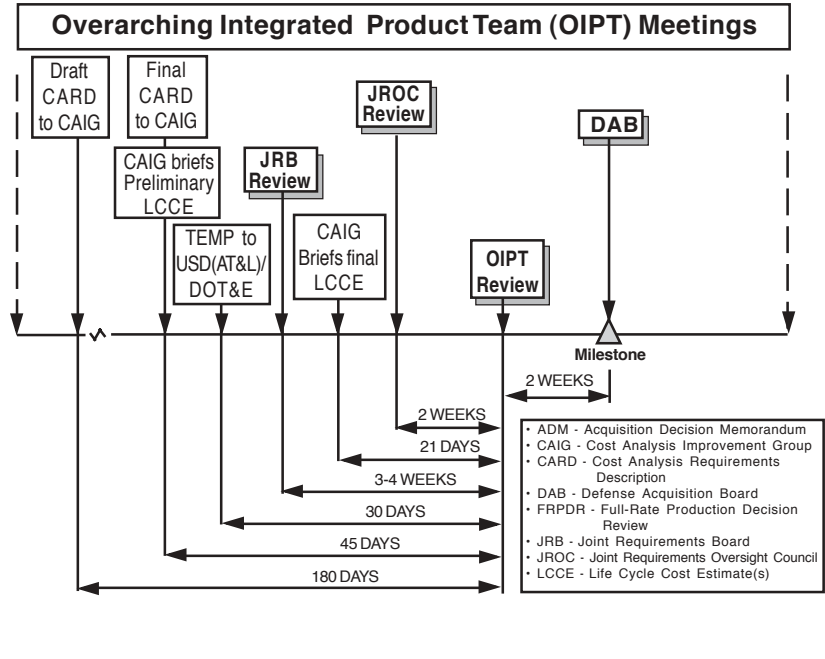 Overarching Integrated Product Team (OIPT) Meetings
Draft
CARD
to CAIG
Final
CARD
to CAIG
CAIG briefs
Preliminary
LCCE
TEMP to
USD(AT&L)/
DOT&E
JRB
Review
CAIG
Briefs final
LCCE
JROC
Review
OIPT
Review
DAB
Milestone
2 WEEKS
2 WEEKS
21 DAYS
3-4 WEEKS
30 DAYS
45 DAYS
180 DAYS
• ADM - Acquisition Decision Memorandum
• CAIG - Cost Analysis Improvement Group
• CARD - Cost Analysis Requirements
Description
• DAB - Defense Acquisition Board
• FRPDR - Full-Rate Production Decision
Review
• JRB - Joint Requirements Board
• JROC - Joint Requirements Oversight Council
• LCCE - Life Cycle Cost Estimate(s)